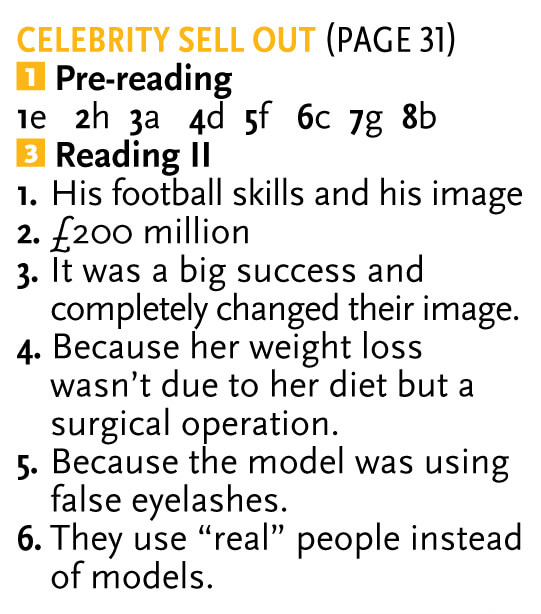 CELEBRITY SELL OUT (PAGE 31)
1 Pre-reading
1e 2h 3a 4d 5f 6c 7g 8b
3 Reading II
1. His football skills and his image
2. £200 million
3. It was a big success and
completely changed their image.
4. Because her weight loss
wasn't due to her diet but a
surgical operation.
5. Because the model was using
false eyelashes.
6. They use “real” people instead
of models.